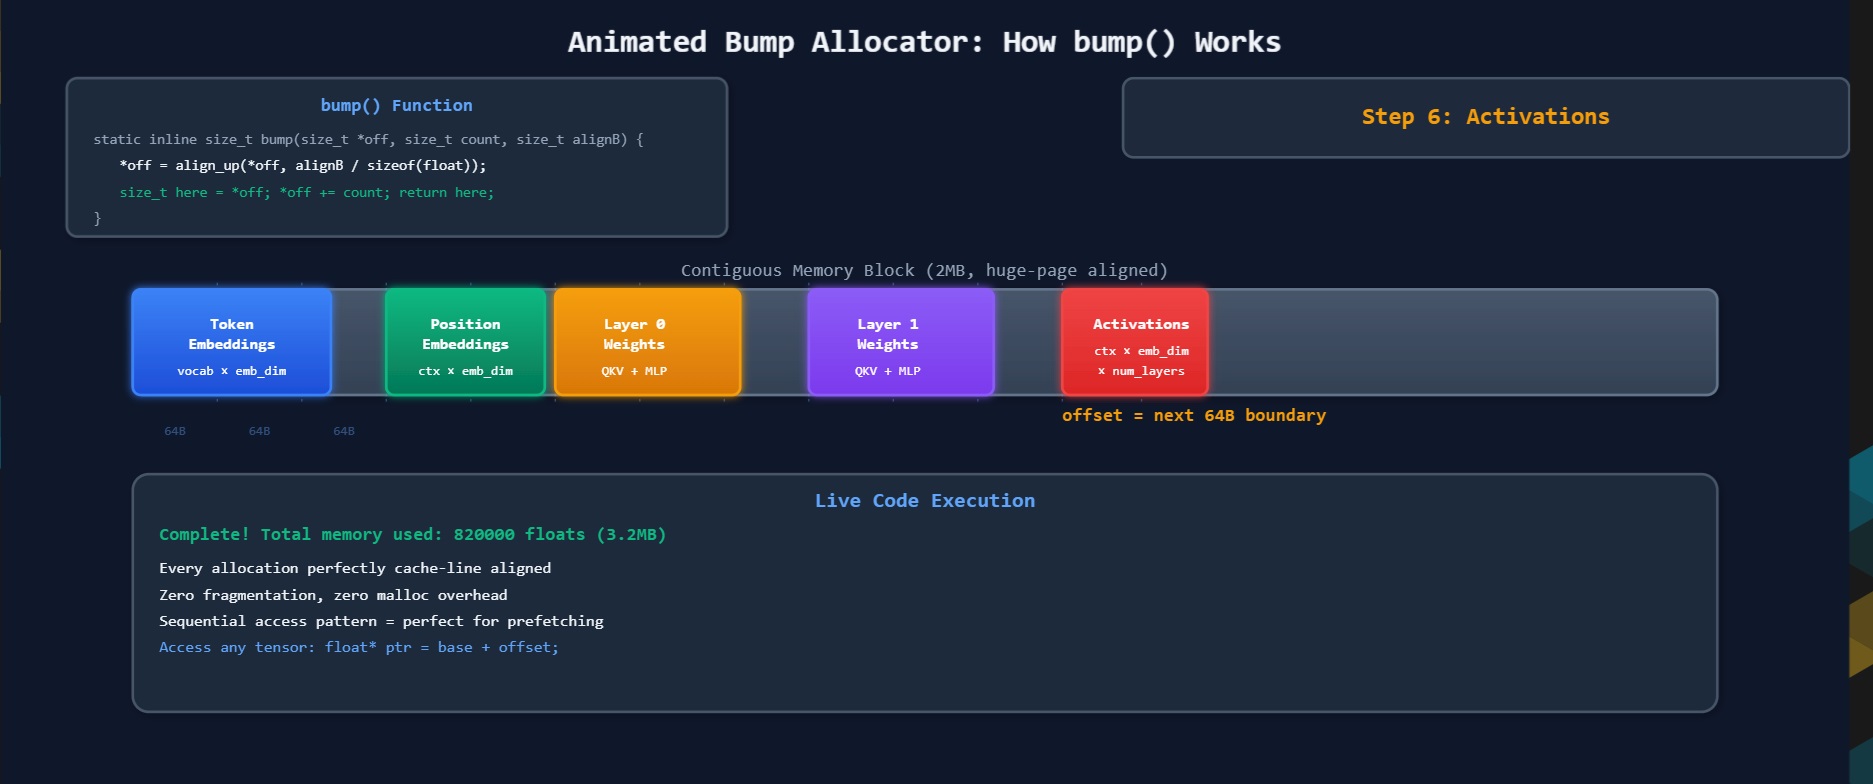 Animated Bump Allocator: How bump() Works
bump() Function
static inline size_t bump(size_t *off, size_t count, size_t alignB) {
*off = align_up(*off, alignB / sizeof(float));
size_t here = *off; *off += count; return here;
}
Step 6: Activations
Contiguous Memory Block (2MB, huge-page aligned)
Token
Embeddings
vocab × emb_dim
Position
Embeddings
ctx × emb_dim
Layer 0
Weights
QKV + MLP
Layer 1
Weights
QKV + MLP
Activations
ctx × emb_dim
× num_layers
offset = next 64B boundary
64B
64B
64B
Live Code Execution
Complete! Total memory used: 820000 floats (3.2MB)
Every allocation perfectly cache-line aligned
Zero fragmentation, zero malloc overhead
Sequential access pattern = perfect for prefetching
Access any tensor: float* ptr = base + offset;